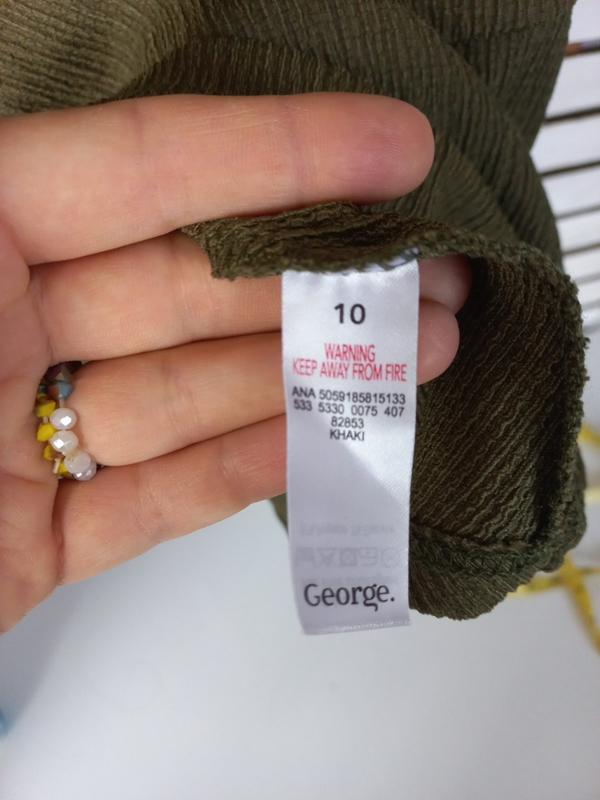 10
WARNING
KEEP AWAY FROM FIRE
ANA 5059185815133
533 5330 0075 407
82853
KHAKI
George.